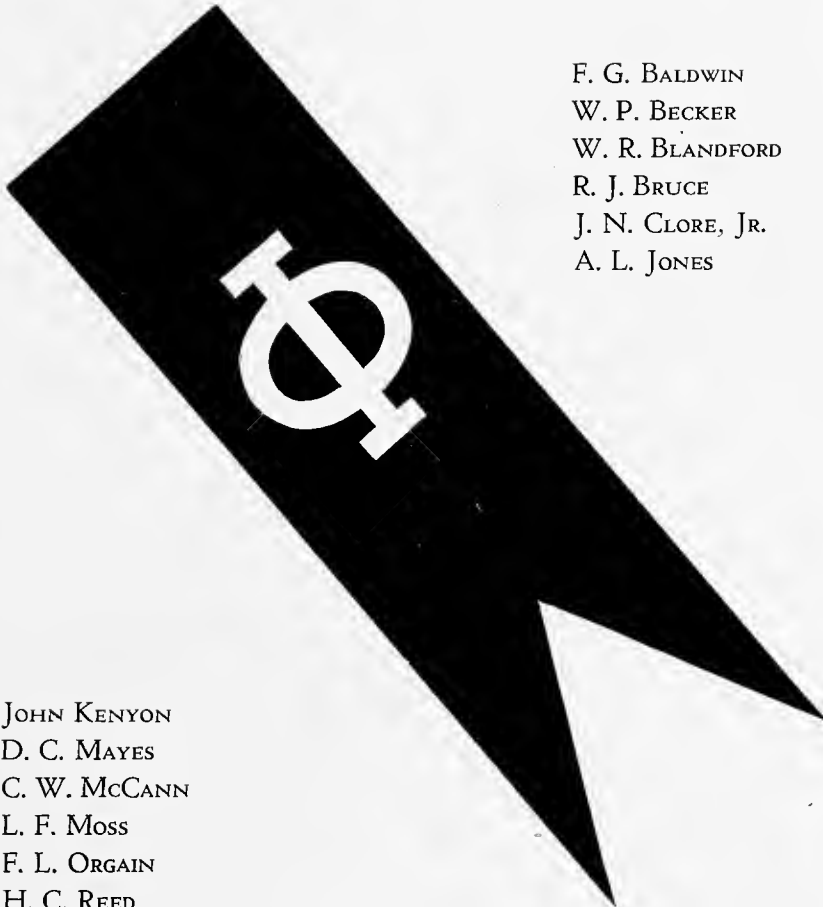 F. G. Baldwin
W. P. Becker
W. R. Blandford
R. J. Bruce
J. N. Clore, Jr.
A. L. Jones
Φ
John Kenyon
D. C. Mayes
C. W. McCann
L. F. Moss
F. L. Orgain
H. C. Reed